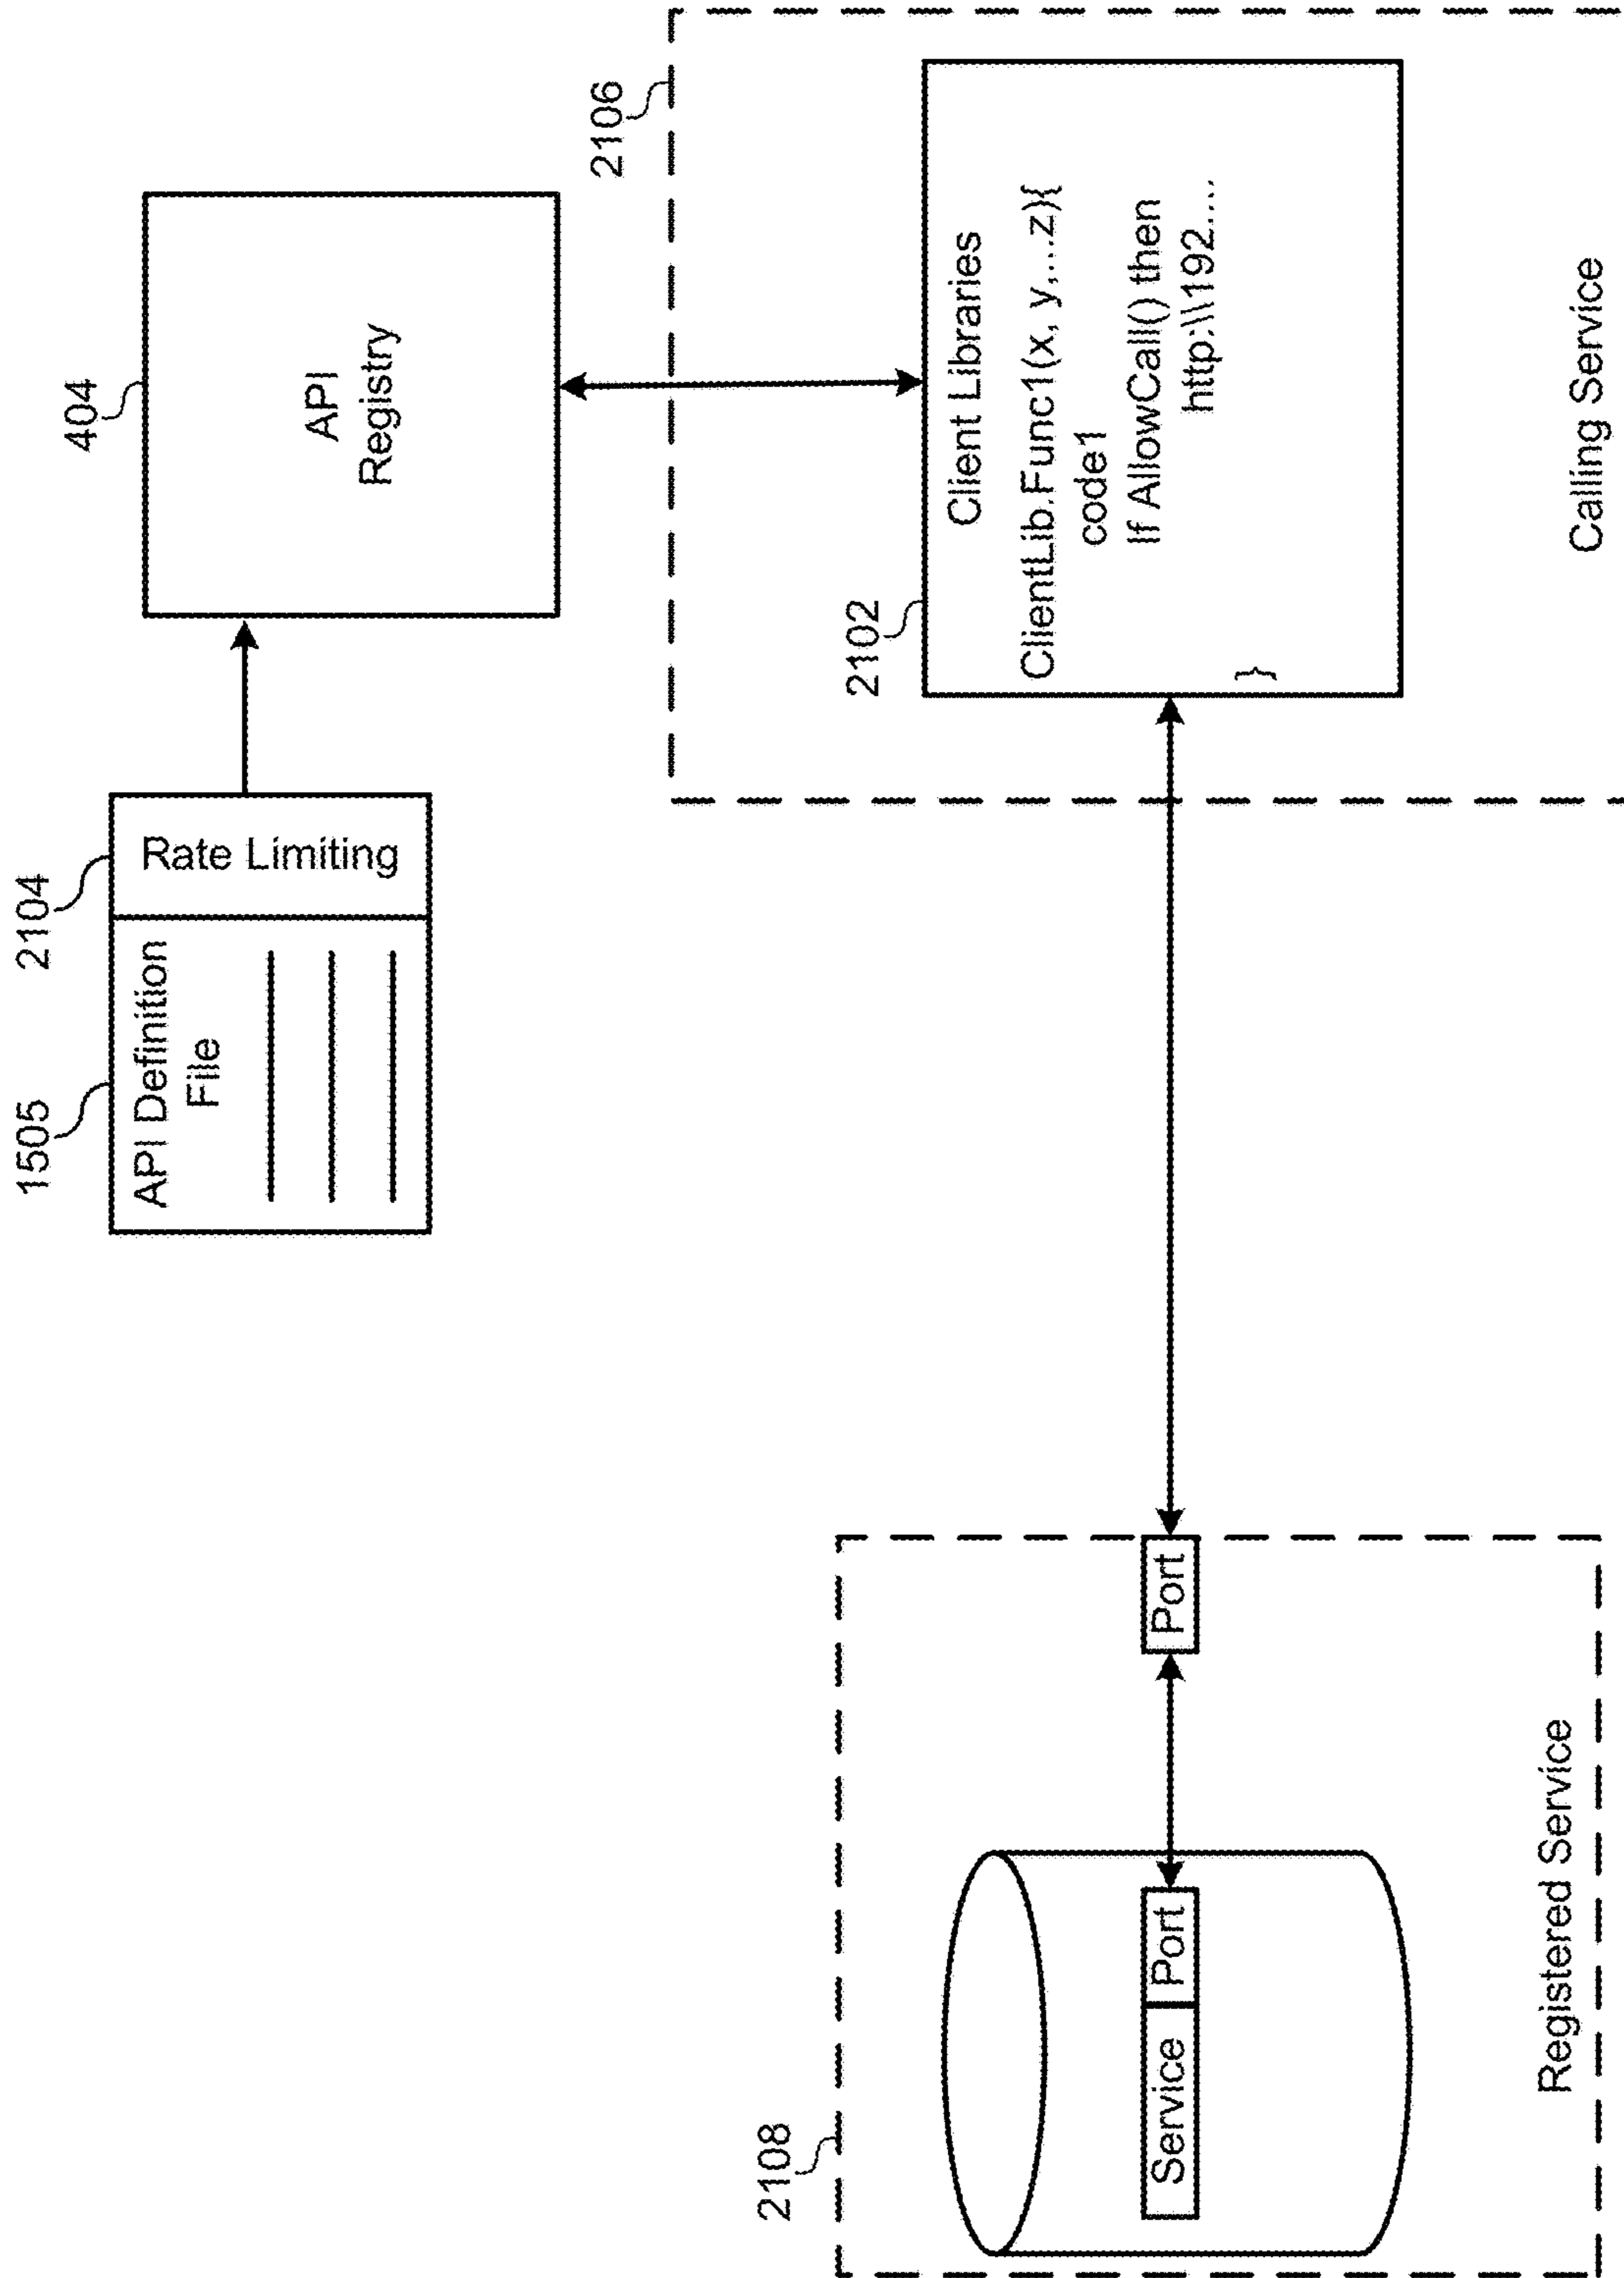 1505
2104
API Definition
File
Rate Limiting
404
API
Registry
2106
2102
Client Libraries
ClientLib.Func1(x, y,...z){
code1
If AllowCall() then
http:\\192....
}
Calling Service
2108
Service
Port
Port
Registered Service